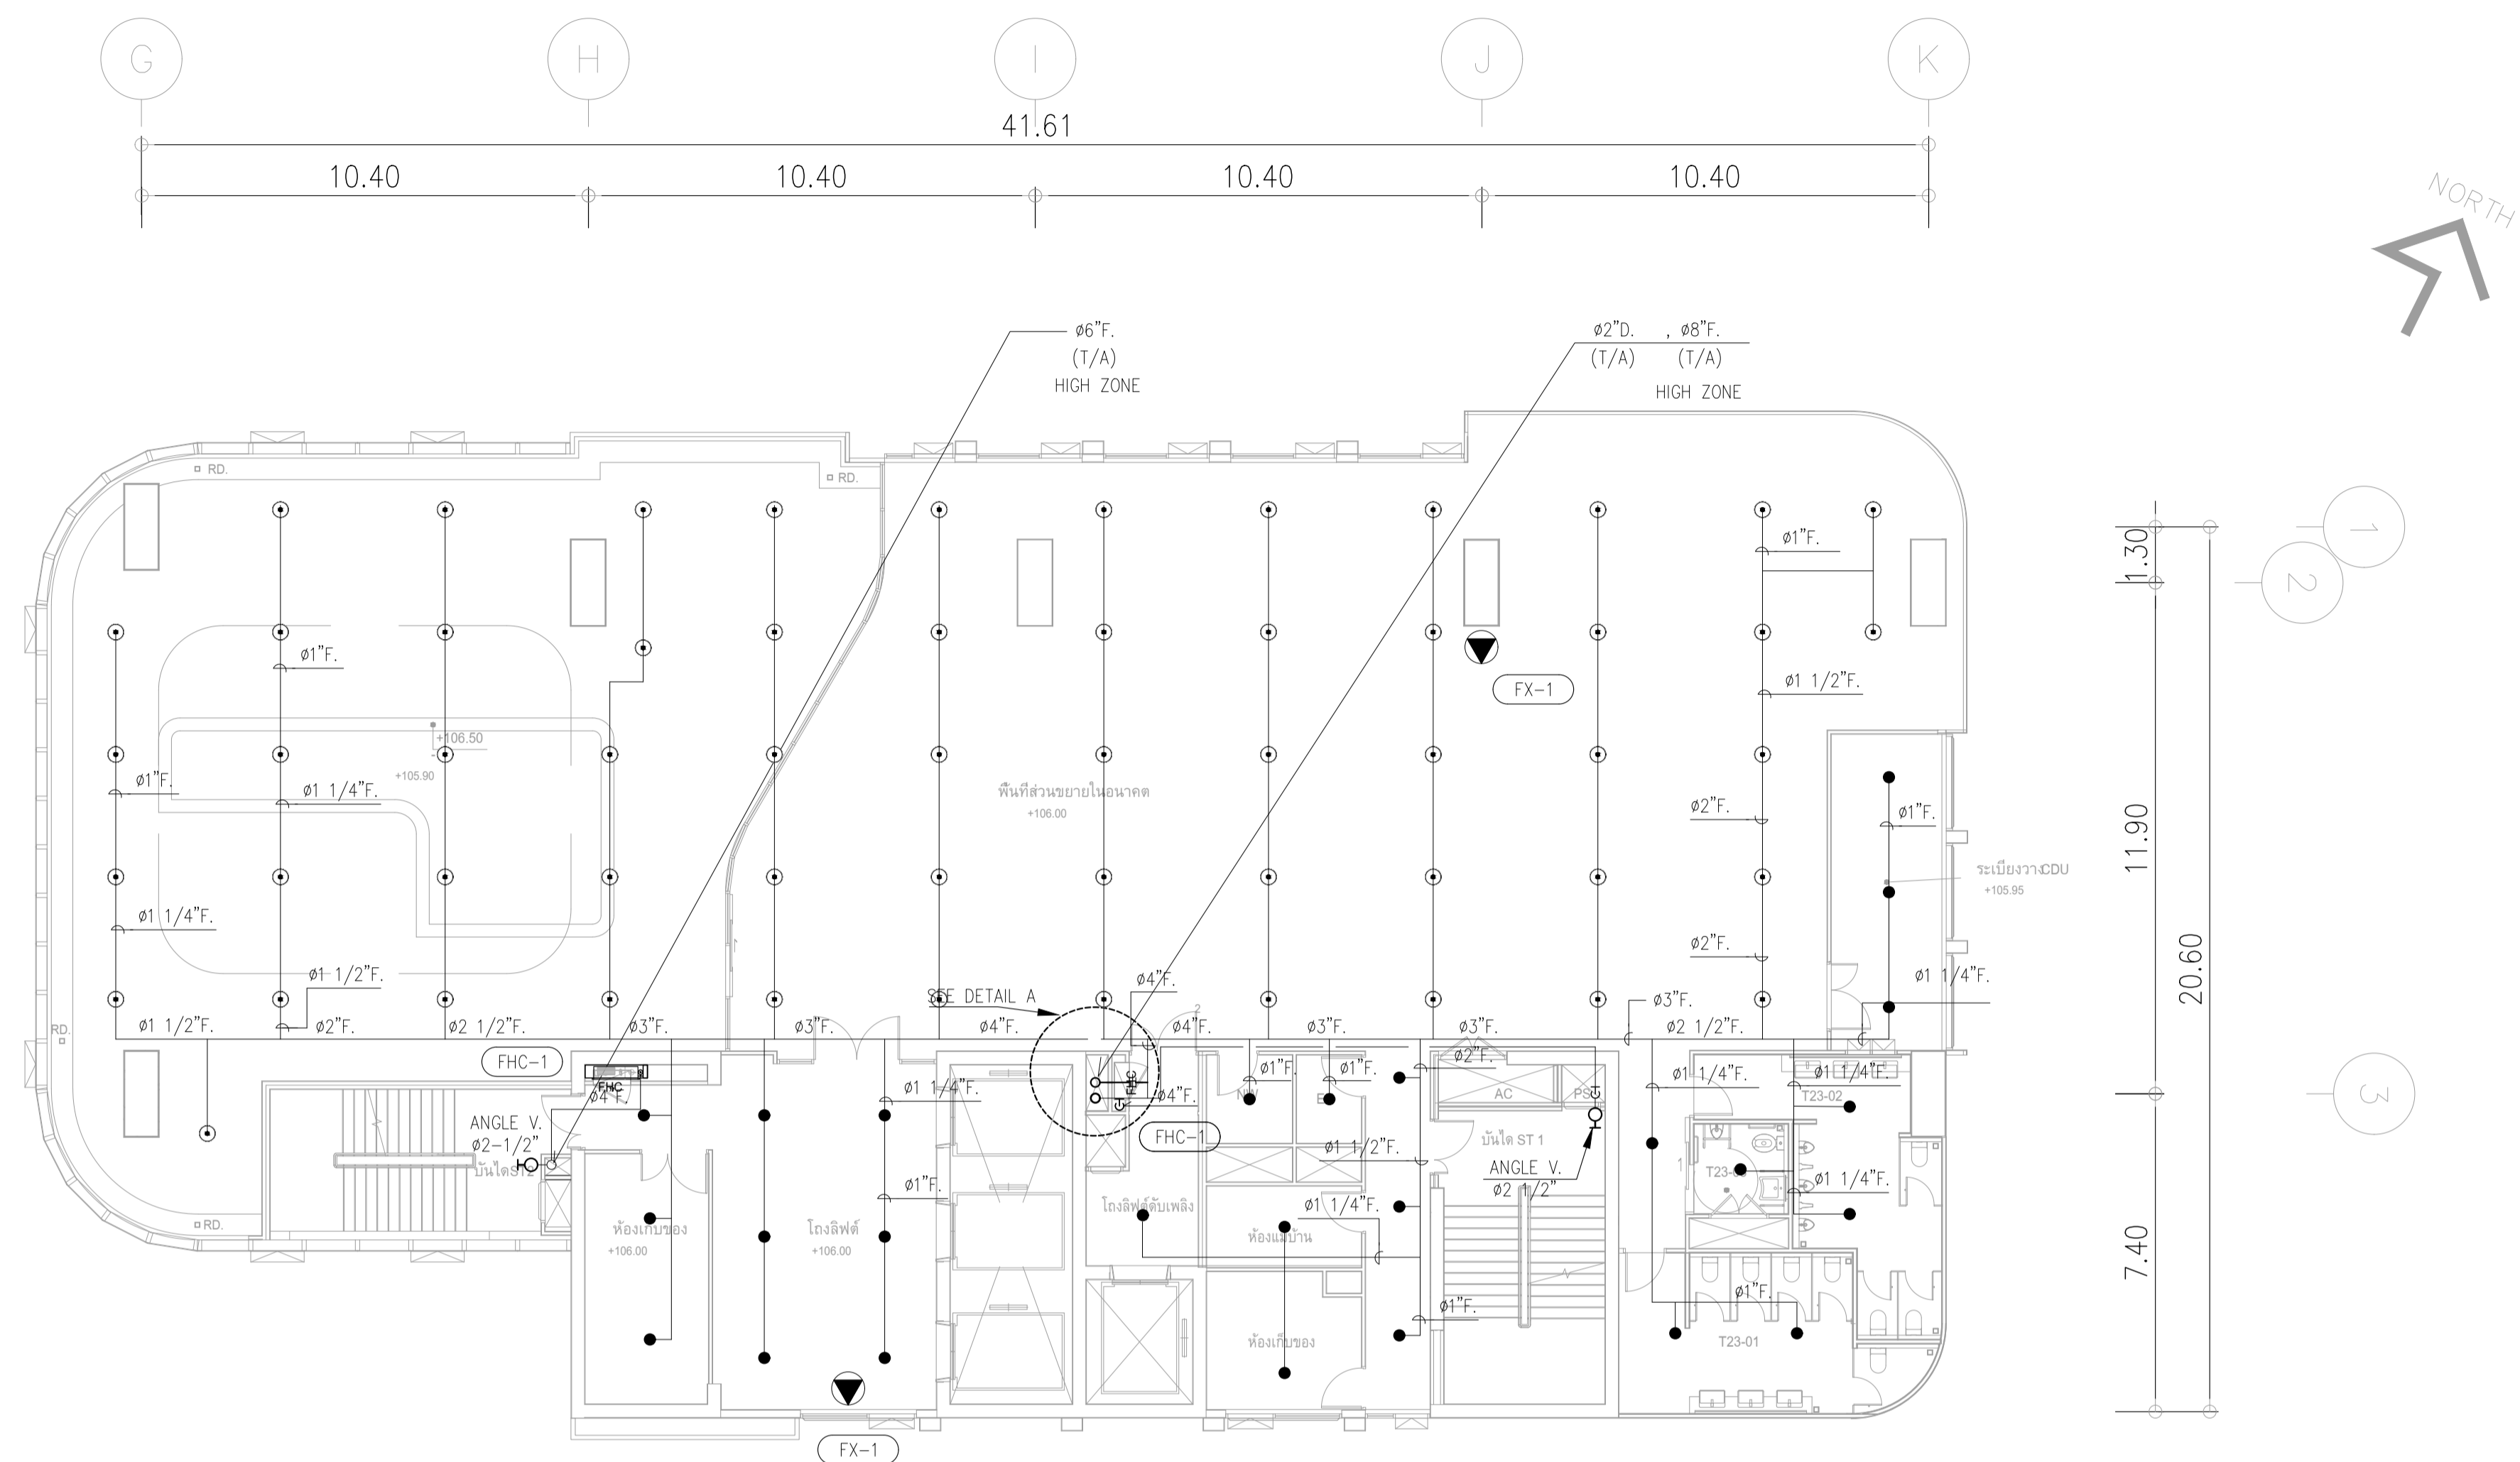 G
H
I
J
K
41.61
10.40
10.40
10.40
10.40
NORTH
ø6"F.
(T/A)
HIGH ZONE
ø2"D. , ø8"F.
(T/A) (T/A)
HIGH ZONE
RD.
RD.
1
2
1.30
ø1"F.
ø1"F.
FX-1
ø1 1/2"F.
+106.50
+105.90
ø1"F.
ø1 1/4"F.
พื้นที่ส่วนขยายในอนาคต
+106.00
ø2"F.
ø1"F.
11.90
ระเบียงวางCDU
+105.95
ø1 1/4"F.
ø2"F.
20.60
ø1 1/2"F.
ø4"F.
ø1 1/4"F.
SEE DETAIL A
ø3"F.
2
RD.
ø1 1/2"F.
ø2"F.
ø2 1/2"F.
ø3"F.
ø3"F.
ø4"F.
ø4"F.
ø3"F.
ø3"F.
ø2 1/2"F.
FHC-1
FHC
ø4"F.
ø1 1/4"F.
FHC
ø4"F.
ø1"F.
ø1"F.
ø2"F.
AC
PS
ø1 1/4"F.
ø1 1/4"F.
T23-02
3
ANGLE V.
ø2-1/2"
บันไดST2
FHC-1
ø1 1/2"F.
บันได ST 1
ANGLE V.
ø2 1/2"
1
ø1"F.
ø1 1/4"F.
ø1 1/4"F.
RD.
ห้องเก็บของ
+106.00
โถงลิฟต์
+106.00
โถงลิฟต์ดับเพลิง
ห้องแม่บ้าน
7.40
ø1"F.
ø1"F.
ห้องเก็บของ
T23-01
FX-1